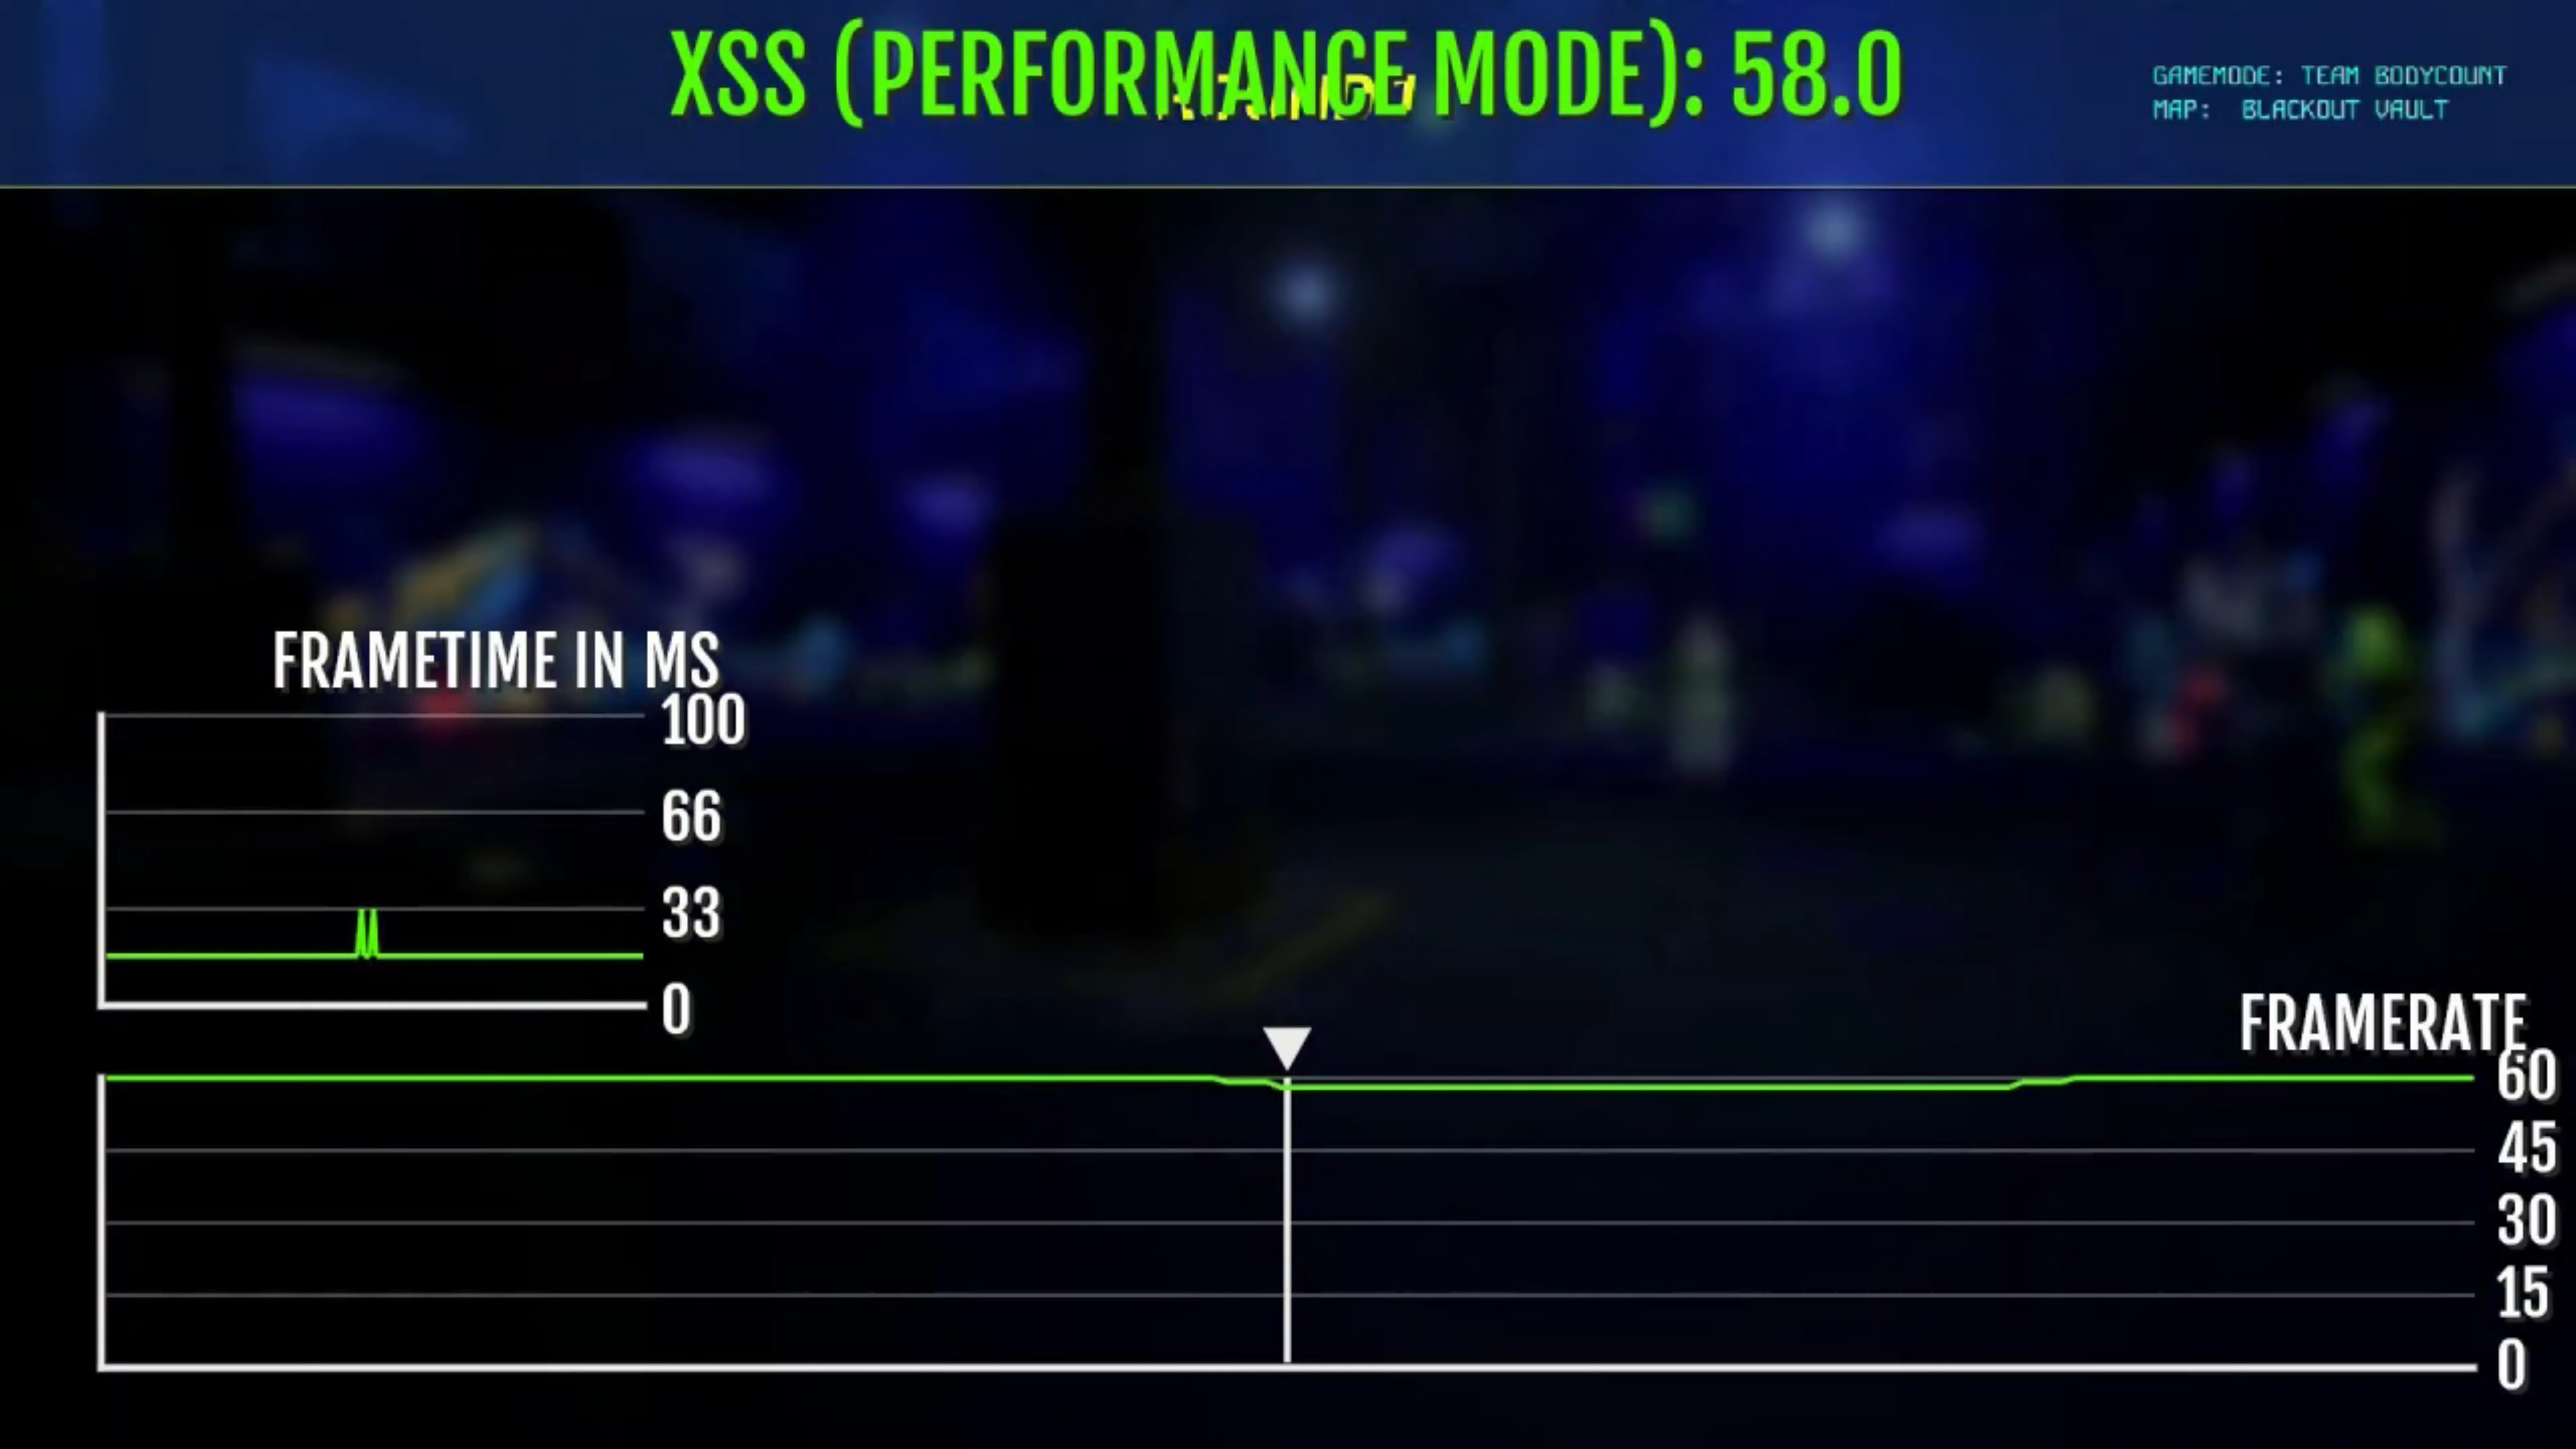 XSS (PERFORMANCE MODE): 58.0
GAMEMODE: TEAM BODYCOUNT
MAP: BLACKOUT VAULT
FRAMETIME IN MS
100
66
33
0
FRAMERATE
60
45
30
15
0